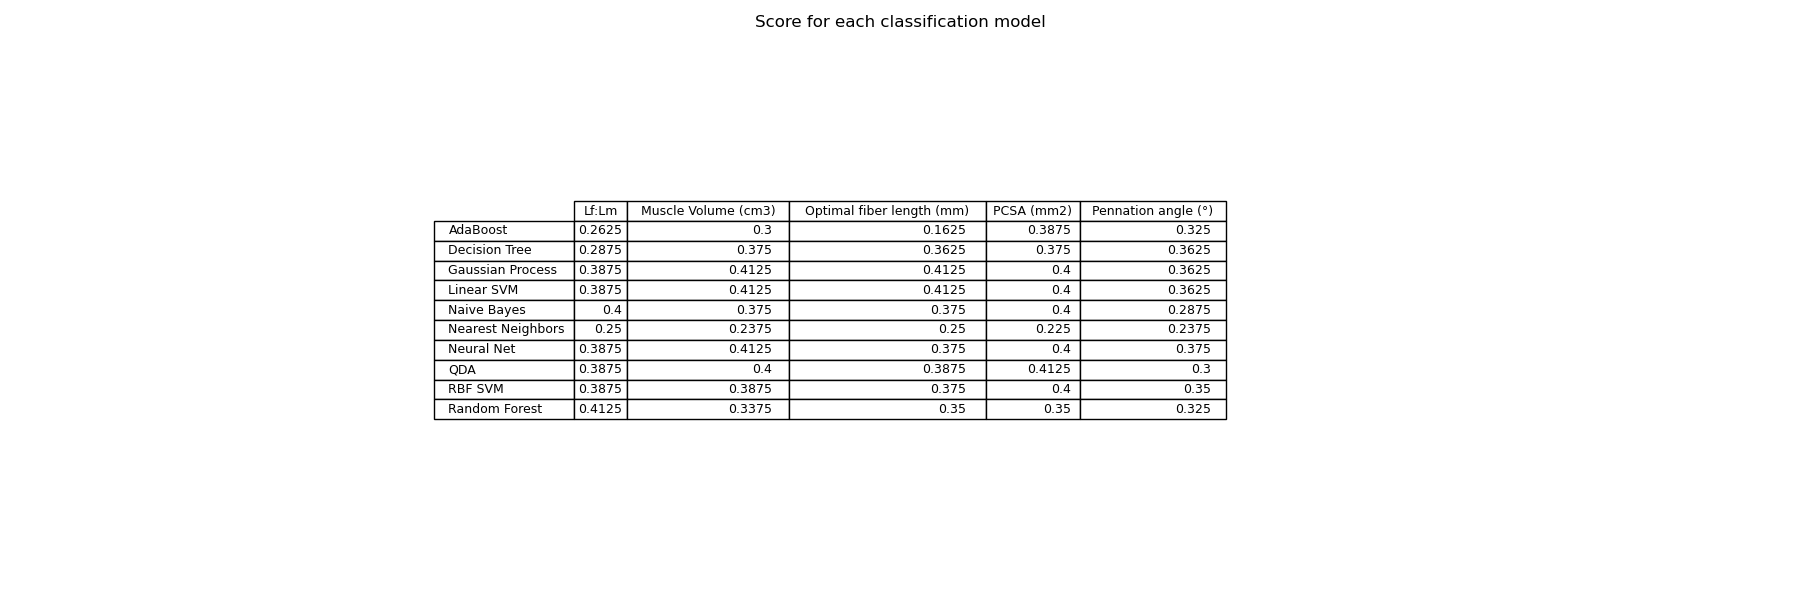 Score for each classification model
Lf:Lm Muscle Volume (cm3) Optimal fiber length (mm) PCSA (mm2) Pennation angle (°)
AdaBoost 0.2625 0.3 0.1625 0.3875 0.325
Decision Tree 0.2875 0.375 0.3625 0.375 0.3625
Gaussian Process 0.3875 0.4125 0.4125 0.4 0.3625
Linear SVM 0.3875 0.4125 0.4125 0.4 0.3625
Naive Bayes 0.4 0.375 0.375 0.4 0.2875
Nearest Neighbors 0.25 0.2375 0.25 0.225 0.2375
Neural Net 0.3875 0.4125 0.375 0.4 0.375
QDA 0.3875 0.4 0.3875 0.4125 0.3
RBF SVM 0.3875 0.3875 0.375 0.4 0.35
Random Forest 0.4125 0.3375 0.35 0.35 0.325